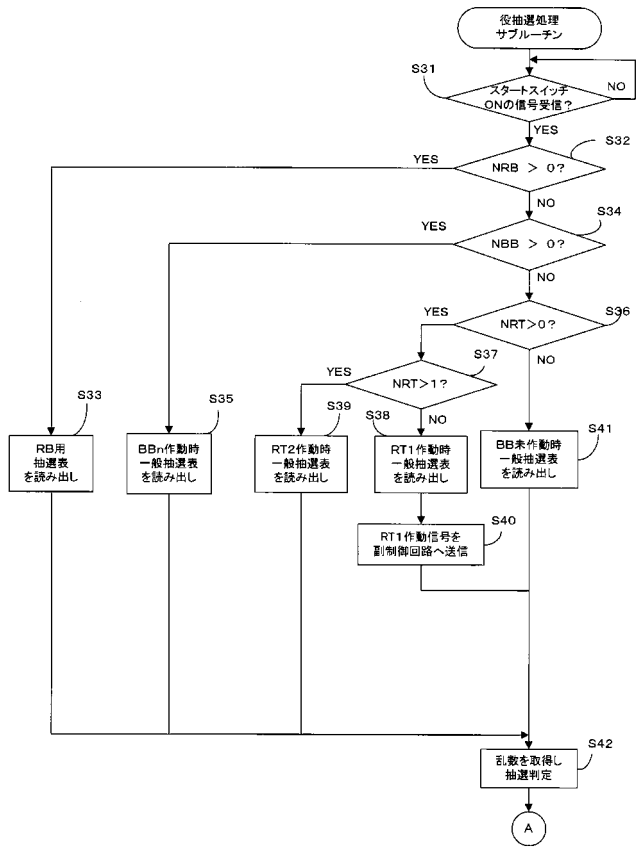 役抽選処理
サブルーチン
S31
スタートスイッチ
ONの信号受信？
NO
YES
S32
YES
NRB ＞ 0？
NO
S34
YES
NBB ＞ 0？
NO
S36
YES
NRT＞0？
NO
S37
YES
NRT＞1？
NO
S33
RB用
抽選表
を読み出し
S35
BBn作動時
一般抽選表
を読み出し
S39
RT2作動時
一般抽選表
を読み出し
S38
RT1作動時
一般抽選表
を読み出し
S41
BB未作動時
一般抽選表
を読み出し
S40
RT1作動信号を
副制御回路へ送信
S42
乱数を取得し
抽選判定
A